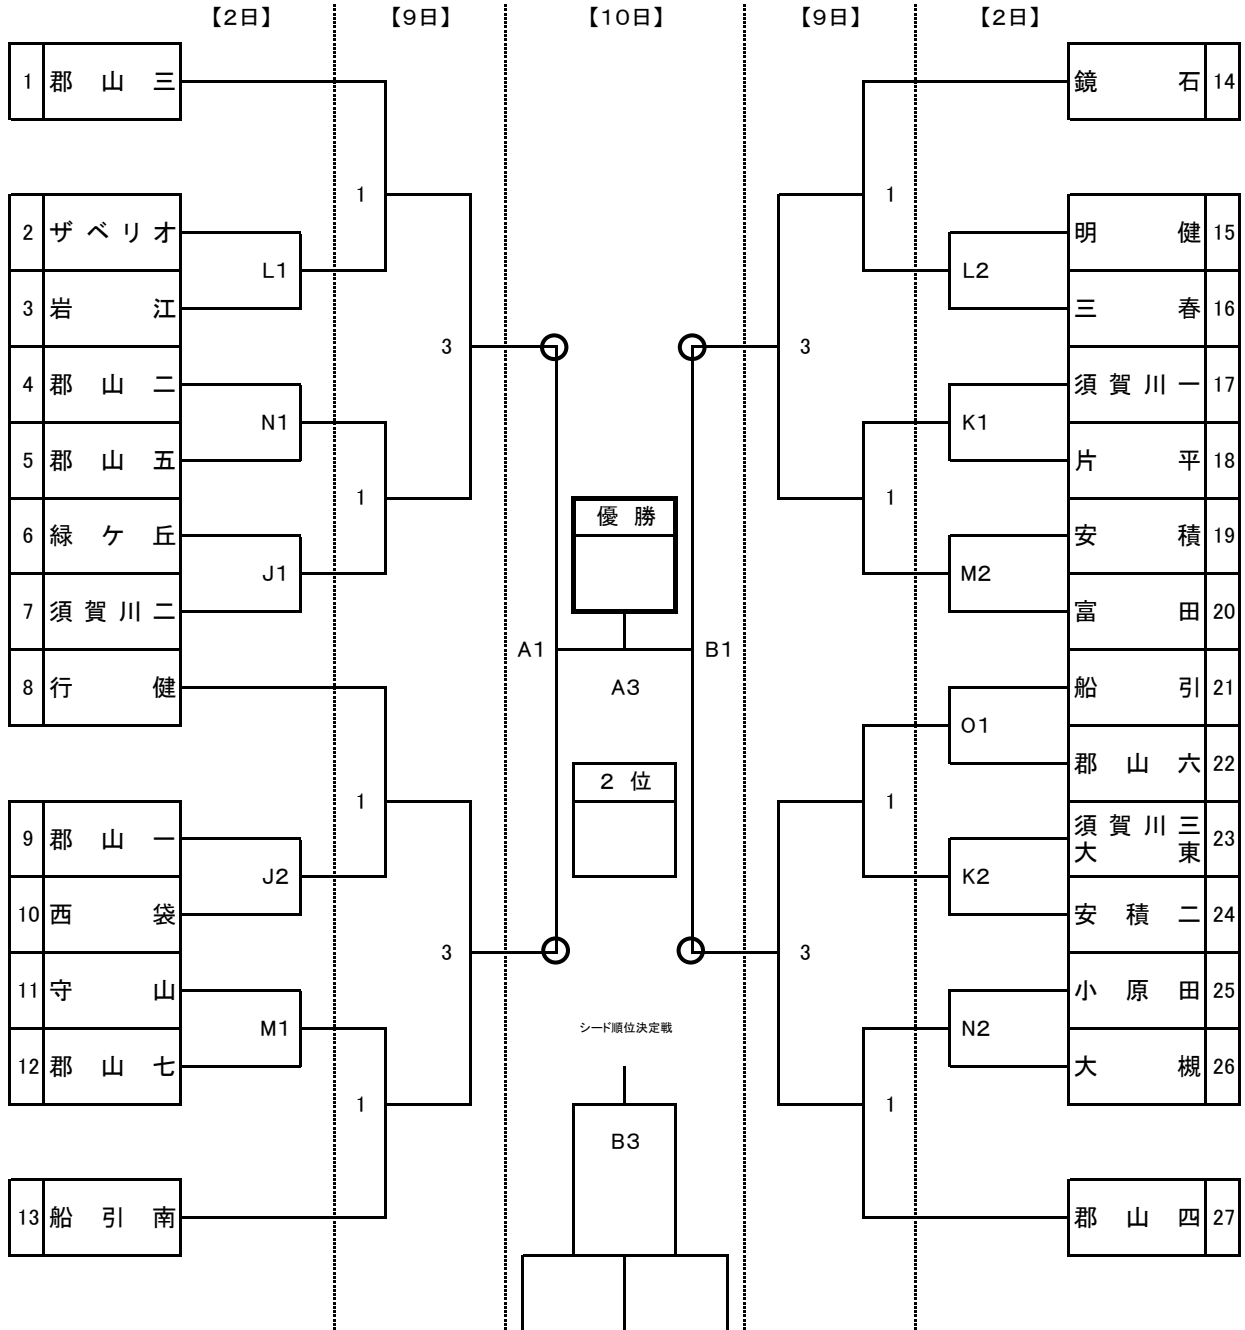 【2日】 【9日】 【10日】 【9日】 【2日】
1 郡山三
鏡石 14
1
1
2 ザベリオ
明健 15
L1
L2
3 岩江
三春 16
3
3
4 郡山二
須賀川一 17
N1
K1
5 郡山五
片平 18
1
1
優勝
6 緑ケ丘
安積 19
J1
M2
7 須賀川二
富田 20
A1
B1
8 行健
A3
船引 21
O1
2位
郡山六 22
1
1
9 郡山一
須賀川三
大東 23
J2
K2
10 西袋
安積二 24
3
3
11 守山
小原田 25
シード順位決定戦
M1
N2
12 郡山七
大槻 26
1
1
B3
13 船引南
郡山四 27